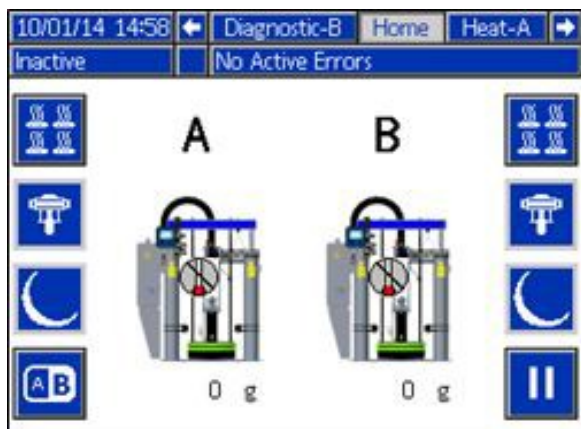 10/01/14 14:58 Diagnostic-B Home Heat-A
Inactive No Active Errors
A B
A B
0 g 0 g